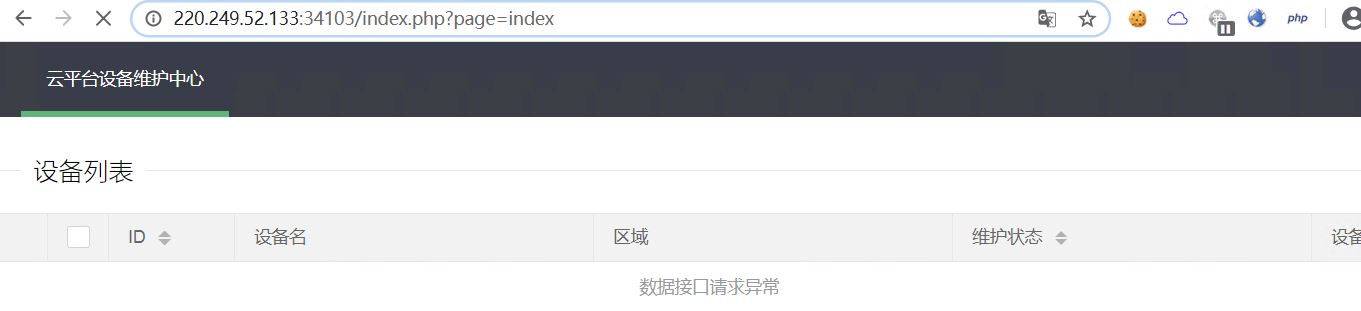 220.249.52.133:34103/index.php?page=index
php
云平台设备维护中心
设备列表
ID 设备名 区域 维护状态 设备
数据接口请求异常